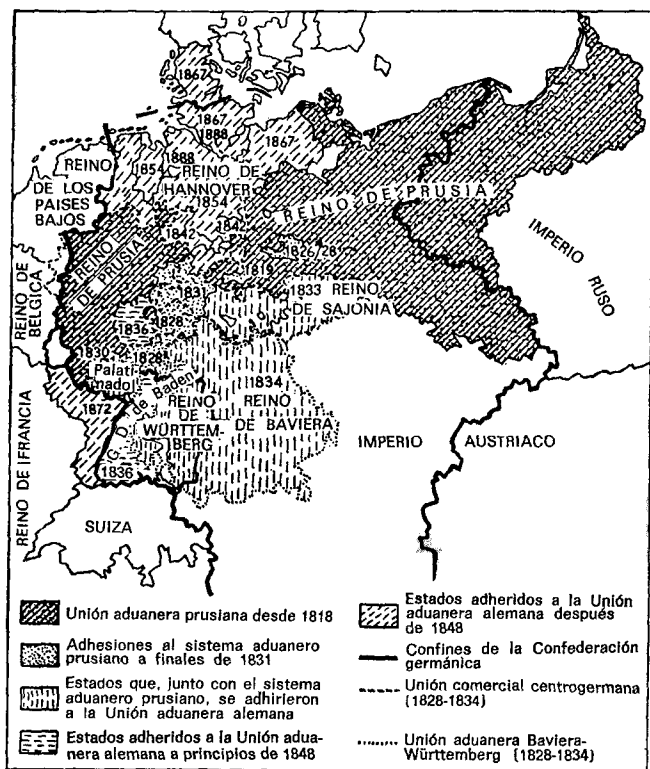 1867
1867
1888
1867
1888
REINO
DE LOS
PAISES
BAJOS
1854
REINO DE
HANNOVER
1854
REINO DE PRUSIA
1842
1842
REINO
DE PRUSIA
1826/28
1819
IMPERIO
RUSO
REINO DE
BELGICA
1831
1833 REINO
DE SAJONIA
1836
1828
1830
1828
Palati
nado
1834
G. D. de Baden
REINO
DE
WÜRTTEM-
BERG
REINO
DE BAVIERA
1872
1836
REINO DE FRANCIA
IMPERIO
AUSTRIACO
SUIZA
Unión aduanera prusiana desde 1818
Adhesiones al sistema aduanero
prusiano a finales de 1831
Estados que, junto con el sistema
aduanero prusiano, se adhirieron
a la Unión aduanera alemana
Estados adheridos a la Unión adua-
nera alemana a principios de 1848
Estados adheridos a la Unión
aduanera alemana después
de 1848
Confines de la Confederación
germánica
Unión comercial centrogermana
(1828-1834)
Unión aduanera Baviera-
Württemberg (1828-1834)